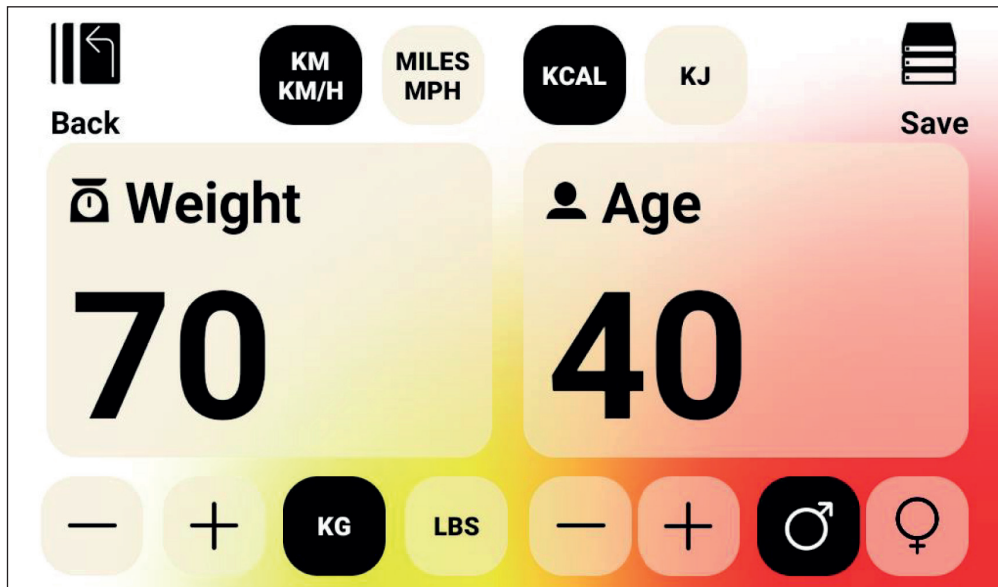 KM
KM/H
MILES
MPH
KCAL
KJ
Back
Save
Weight
Age
70
40
KG
LBS